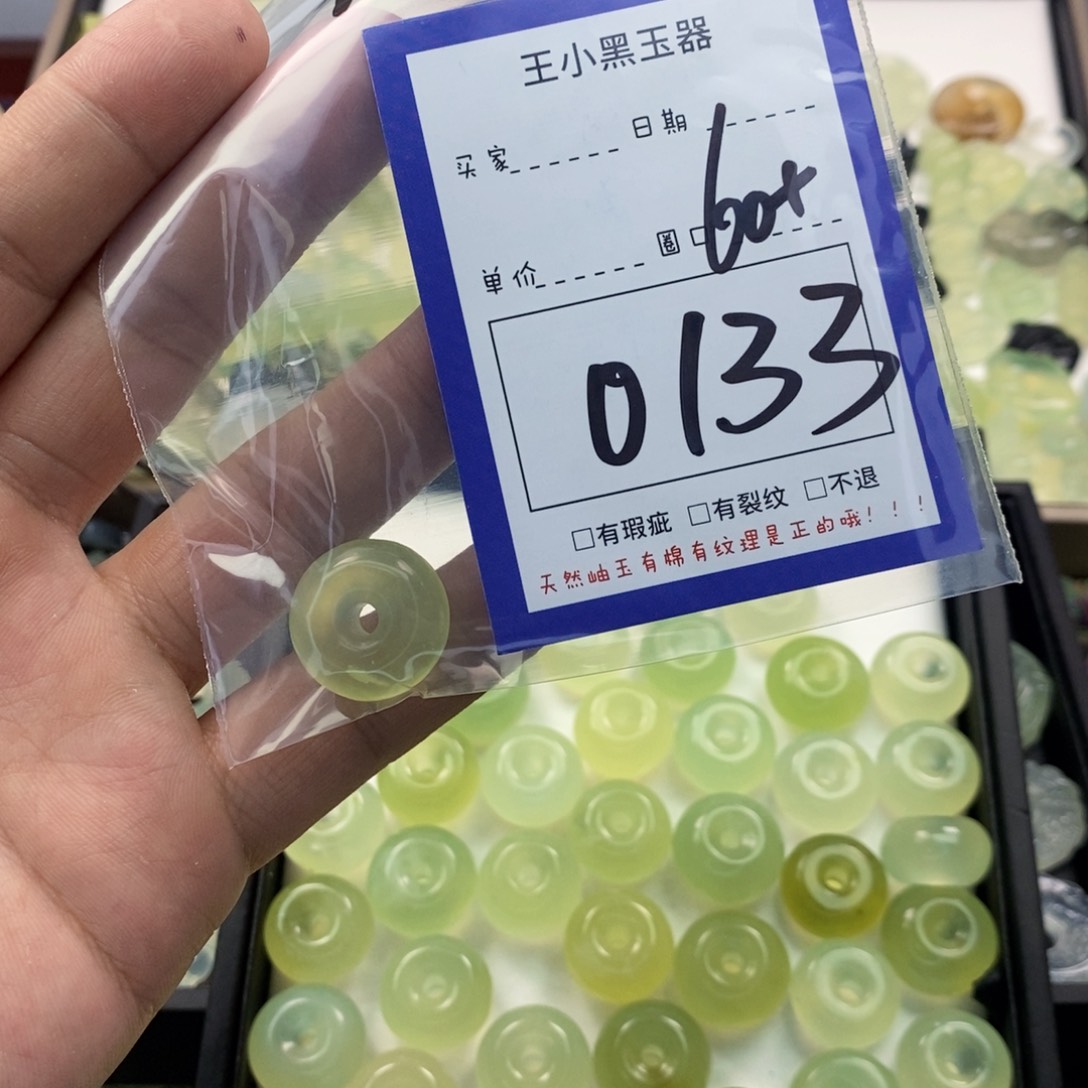 王小黑玉器
买家 日期
60+
单价 圈口
0133
□有瑕疵 □有裂纹 □不退
天然岫玉有棉有纹理是正的哦！！！